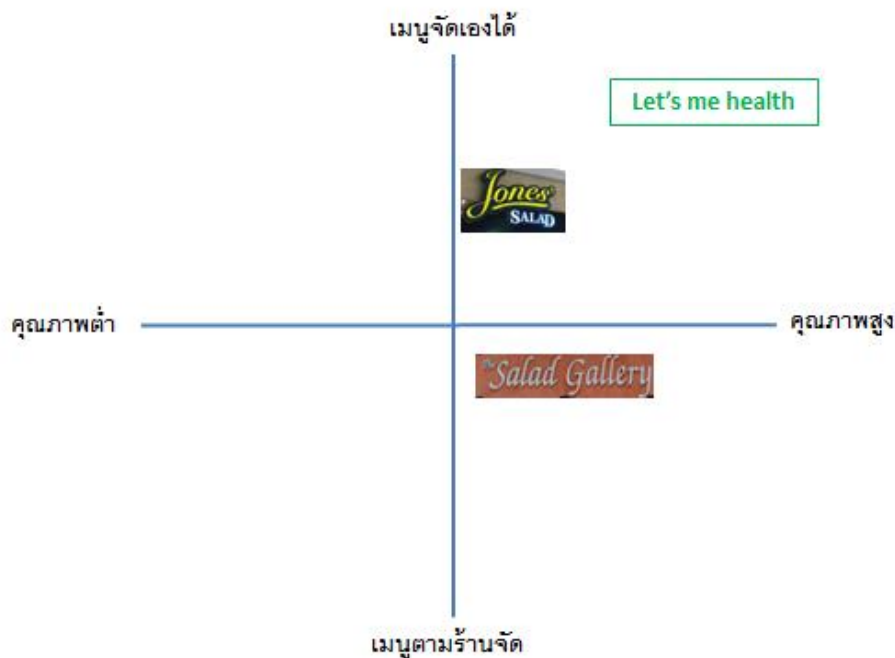 เมนูจัดเองได้
Let's me health
Jones'
SALAD
คุณภาพต่ำ
คุณภาพสูง
The Salad Gallery
เมนูตามร้านจัด